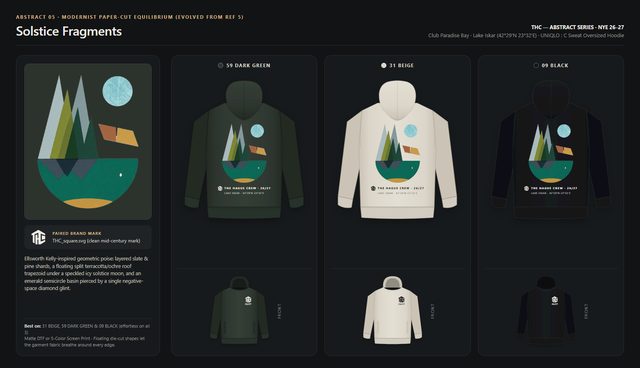 ABSTRACT 05 - MODERNIST PAPER-CUT EQUILIBRIUM (EVOLVED FROM REF 5)
Solstice Fragments
THC — ABSTRACT SERIES · NYE 26-27
Club Paradise Bay · Lake Iskar (42°29'N 23°32'E) · UNIQLO : C Sweat Oversized Hoodie
59 DARK GREEN
31 BEIGE
09 BLACK
THE HAGUE CREW · 26/27
THE HAGUE CREW · 26/27
THE HAGUE CREW · 26/27
THC
PAIRED BRAND MARK
THC_square.svg (clean mid-century mark)
Ellsworth Kelly-inspired geometric poise: layered slate &
pine shards, a floating split terracotta/ochre roof
trapezoid under a speckled icy solstice moon, and an
emerald semicircle basin pierced by a single negative-
space diamond glint.
Best on: 31 BEIGE, 59 DARK GREEN & 09 BLACK (effortless on all
3)
Matte DTF or 5-Color Screen Print · Floating die-cut shapes let
the garment fabric breathe around every edge.
FRONT
FRONT
FRONT